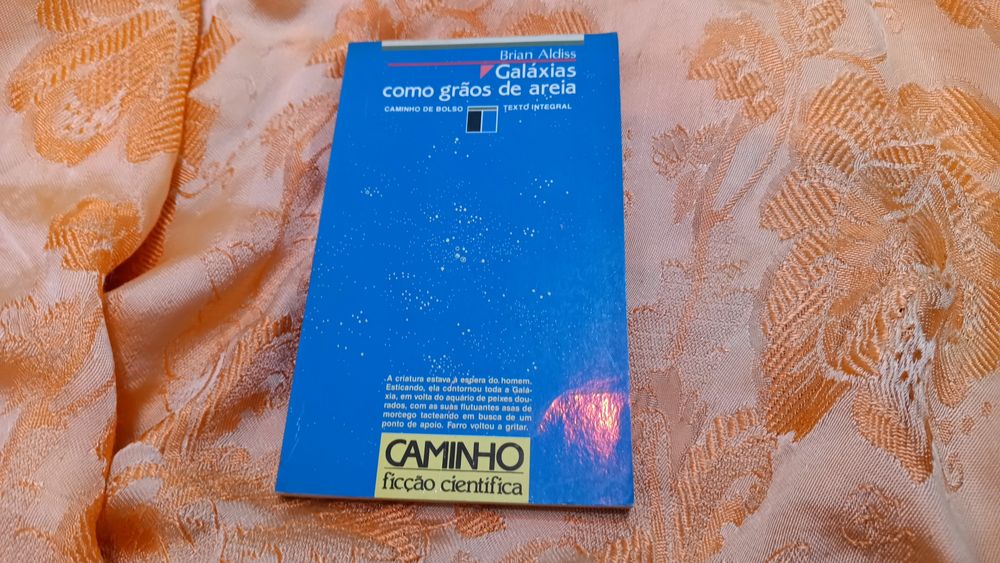 Brian Aldiss
Galáxias
como grãos de areia
CAMINHO DE BOLSO TEXTO INTEGRAL
A criatura estava à espera do homem.
Esticando, ela contornou toda a Galá-
xia, em volta do aquário de peixes dou-
rados, com as suas flutuantes asas de
morcego tacteando em busca de um
ponto de apoio. Farro voltou a gritar.
CAMINHO
ficção científica